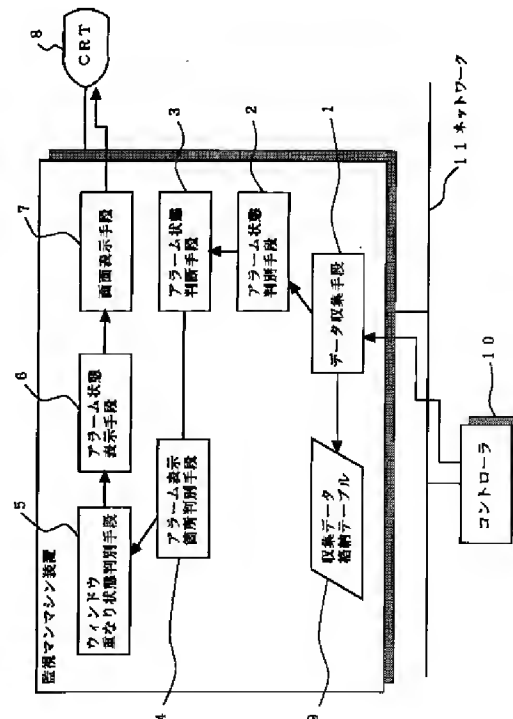 監視マンマシン装置
5
ウィンドウ
重なり状態判別手段
6
アラーム状態
表示手段
7
画面表示手段
8
CRT
4
アラーム表示
箇所判別手段
3
アラーム状態
判断手段
2
アラーム状態
判別手段
9
収集データ
格納テーブル
1
データ収集手段
11 ネットワーク
10
コントローラ